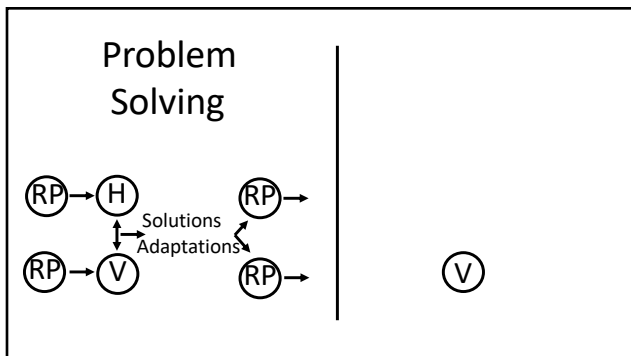 Problem
Solving
RP H
Solutions
Adaptations
RP
RP V
RP
V